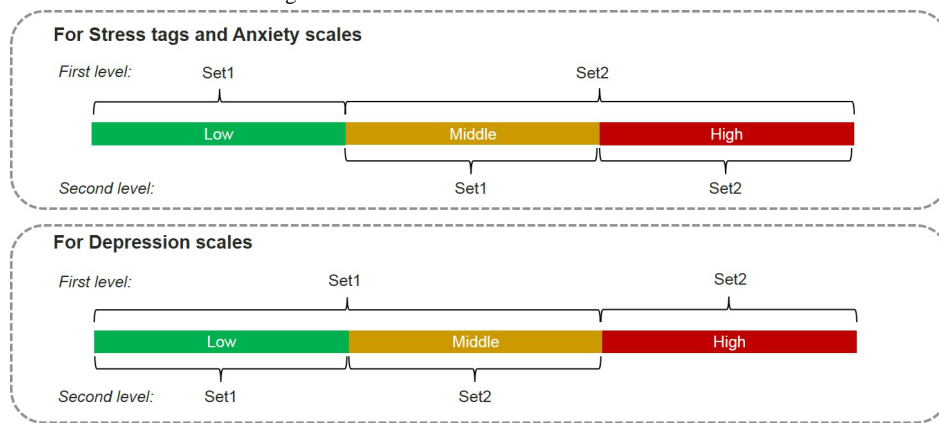 For Stress tags and Anxiety scales
First level: Set1 Set2
Low Middle High
Second level: Set1 Set2
For Depression scales
First level: Set1 Set2
Low Middle High
Second level: Set1 Set2